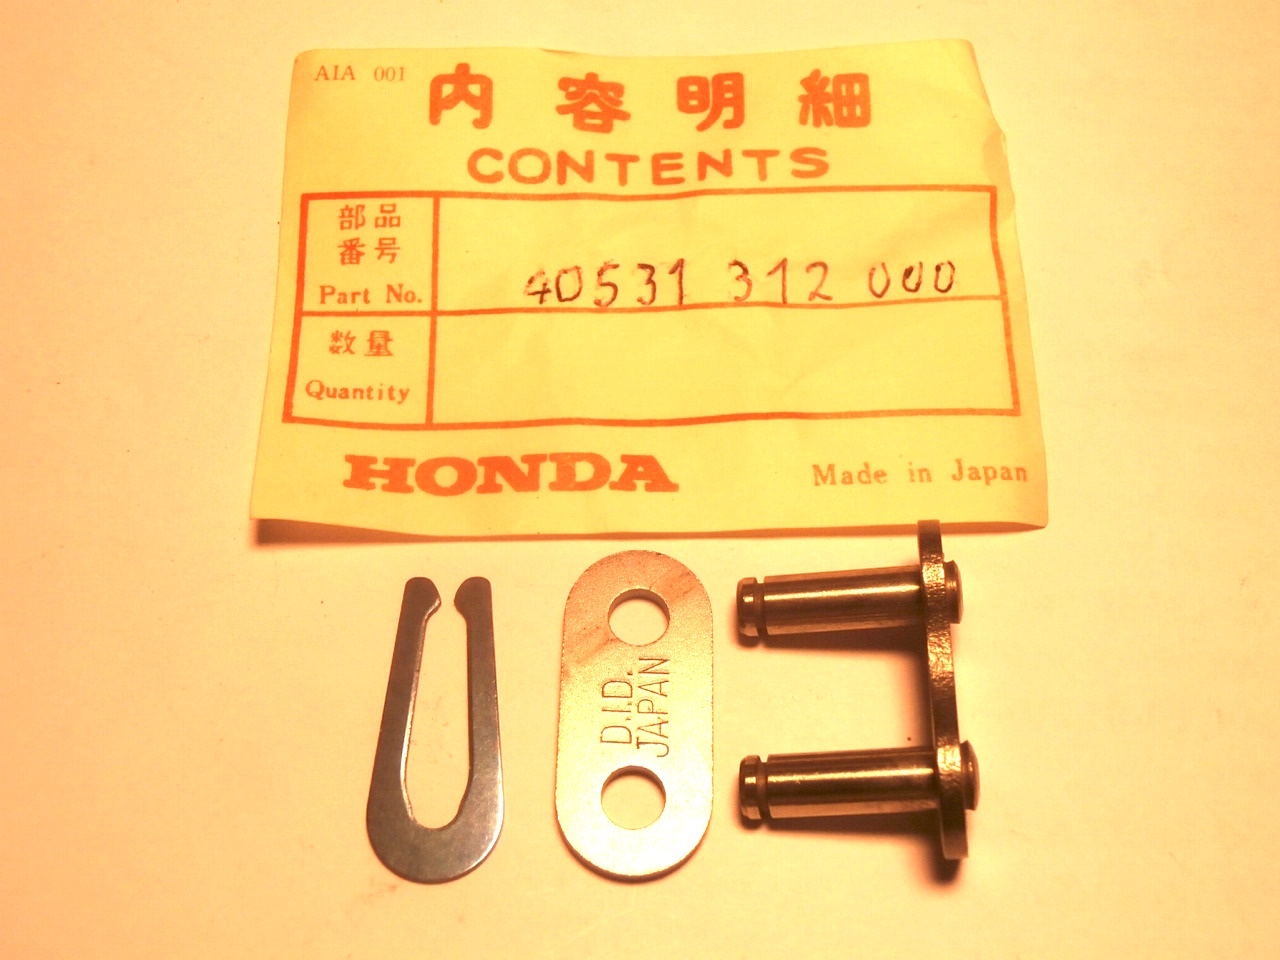 AIA 001
内容明細
CONTENTS
部品
番号
Part No.
40531 312 000
数量
Quantity
HONDA
Made in Japan
D.I.D.
JAPAN